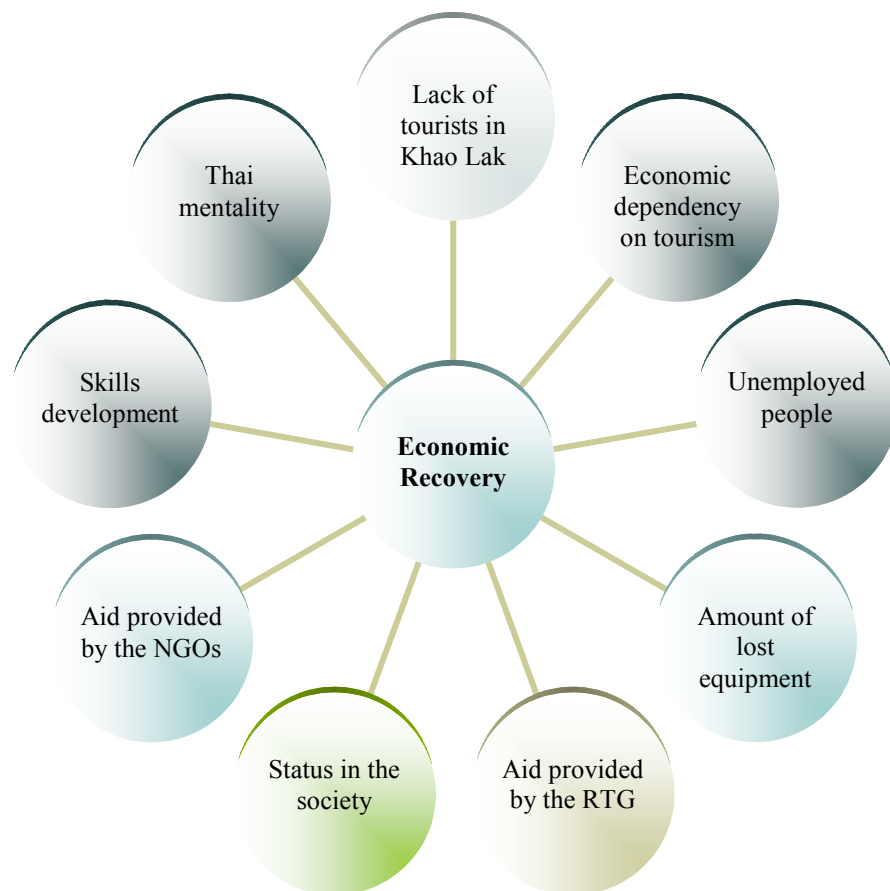 Lack of
tourists in
Khao Lak
Economic
dependency
on tourism
Unemployed
people
Amount of
lost
equipment
Aid provided
by the RTG
Status in the
society
Aid provided
by the NGOs
Skills
development
Thai
mentality
Economic
Recovery